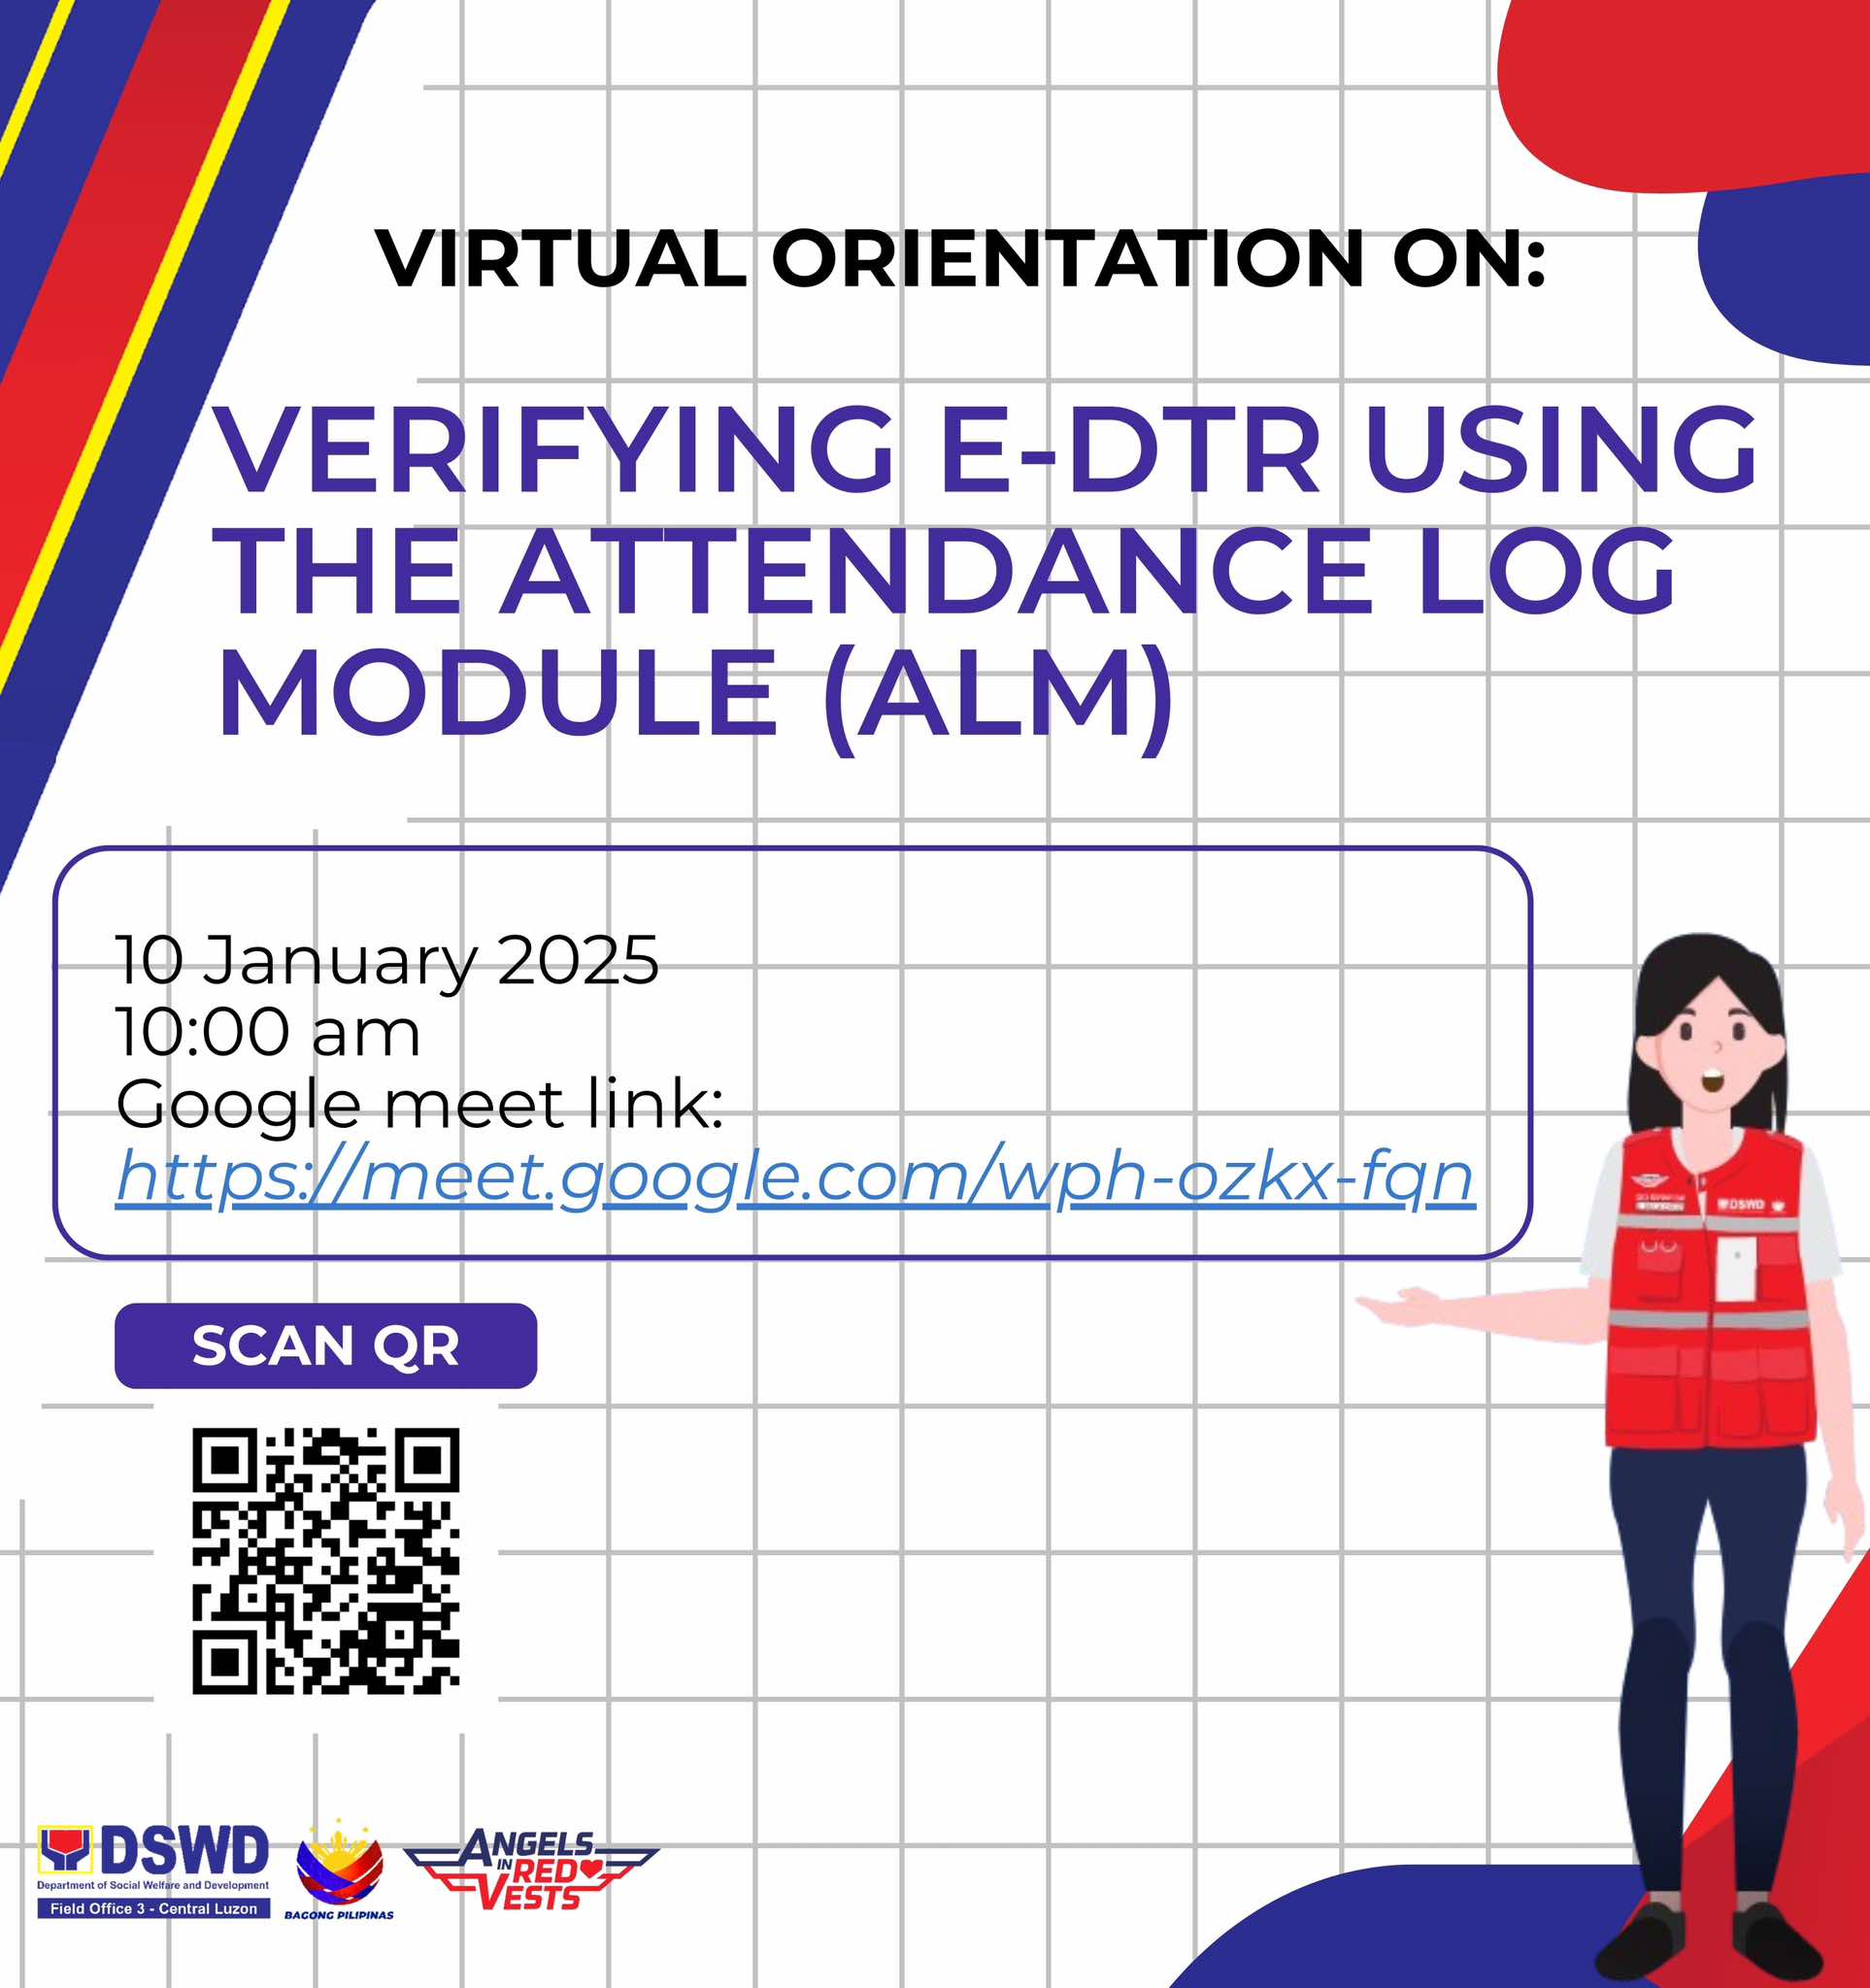 VIRTUAL ORIENTATION ON:
VERIFYING E-DTR USING
THE ATTENDANCE LOG
MODULE (ALM)
10 January 2025
10:00 am
Google meet link:
https://meet.google.com/wph-ozkx-fqn
DSWD
SCAN QR
DSWD
Department of Social Welfare and Development
Field Office 3 - Central Luzon
BAGONG PILIPINAS
ANGELS
IN RED
VESTS